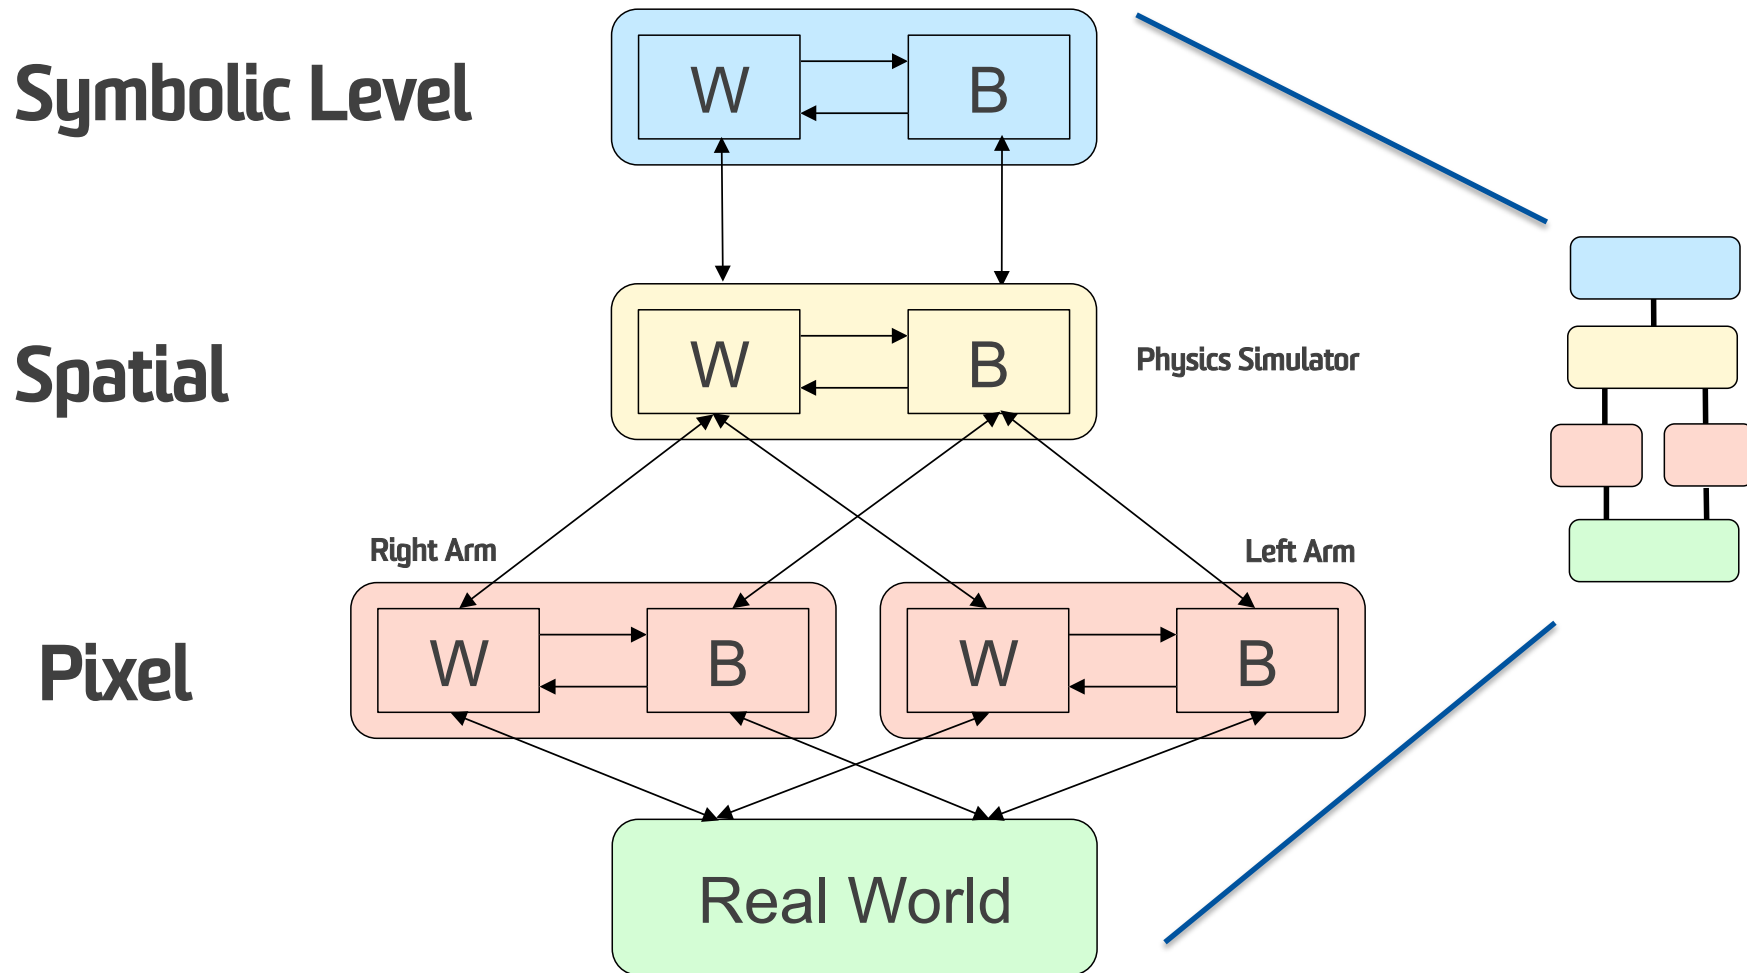 Symbolic Level
W
B
Spatial
W
B
Physics Simulator
Right Arm
Left Arm
Pixel
W
B
W
B
Real World